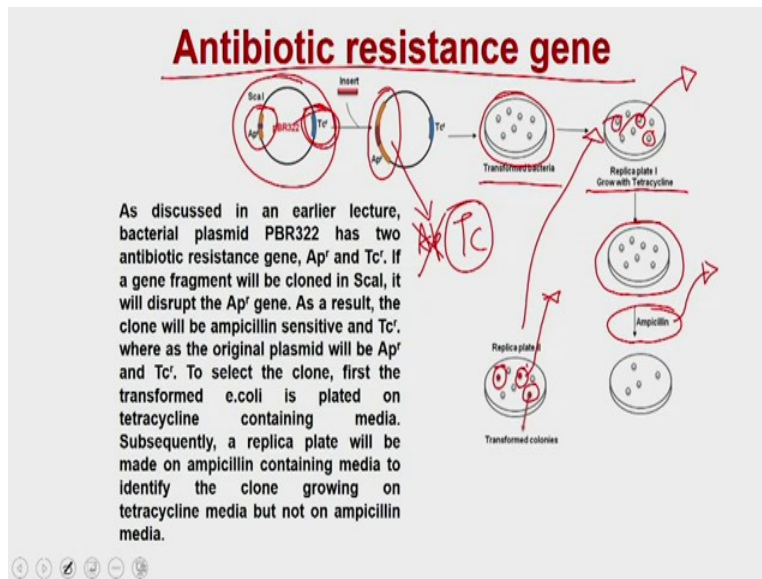 Antibiotic resistance gene
Insert
ScaI
pBR322
Apʳ
Tcʳ
Apʳ
Tcʳ
Tc
Transformed bacteria
Replica plate I
Grow with Tetracycline
Ampicillin
Replica plate II
Transformed colonies
As discussed in an earlier lecture,
bacterial plasmid PBR322 has two
antibiotic resistance gene, Apʳ and Tcʳ. If
a gene fragment will be cloned in ScaI, it
will disrupt the Apʳ gene. As a result, the
clone will be ampicillin sensitive and Tcʳ.
where as the original plasmid will be Apʳ
and Tcʳ. To select the clone, first the
transformed e.coli is plated on
tetracycline containing media.
Subsequently, a replica plate will be
made on ampicillin containing media to
identify the clone growing on
tetracycline media but not on ampicillin
media.